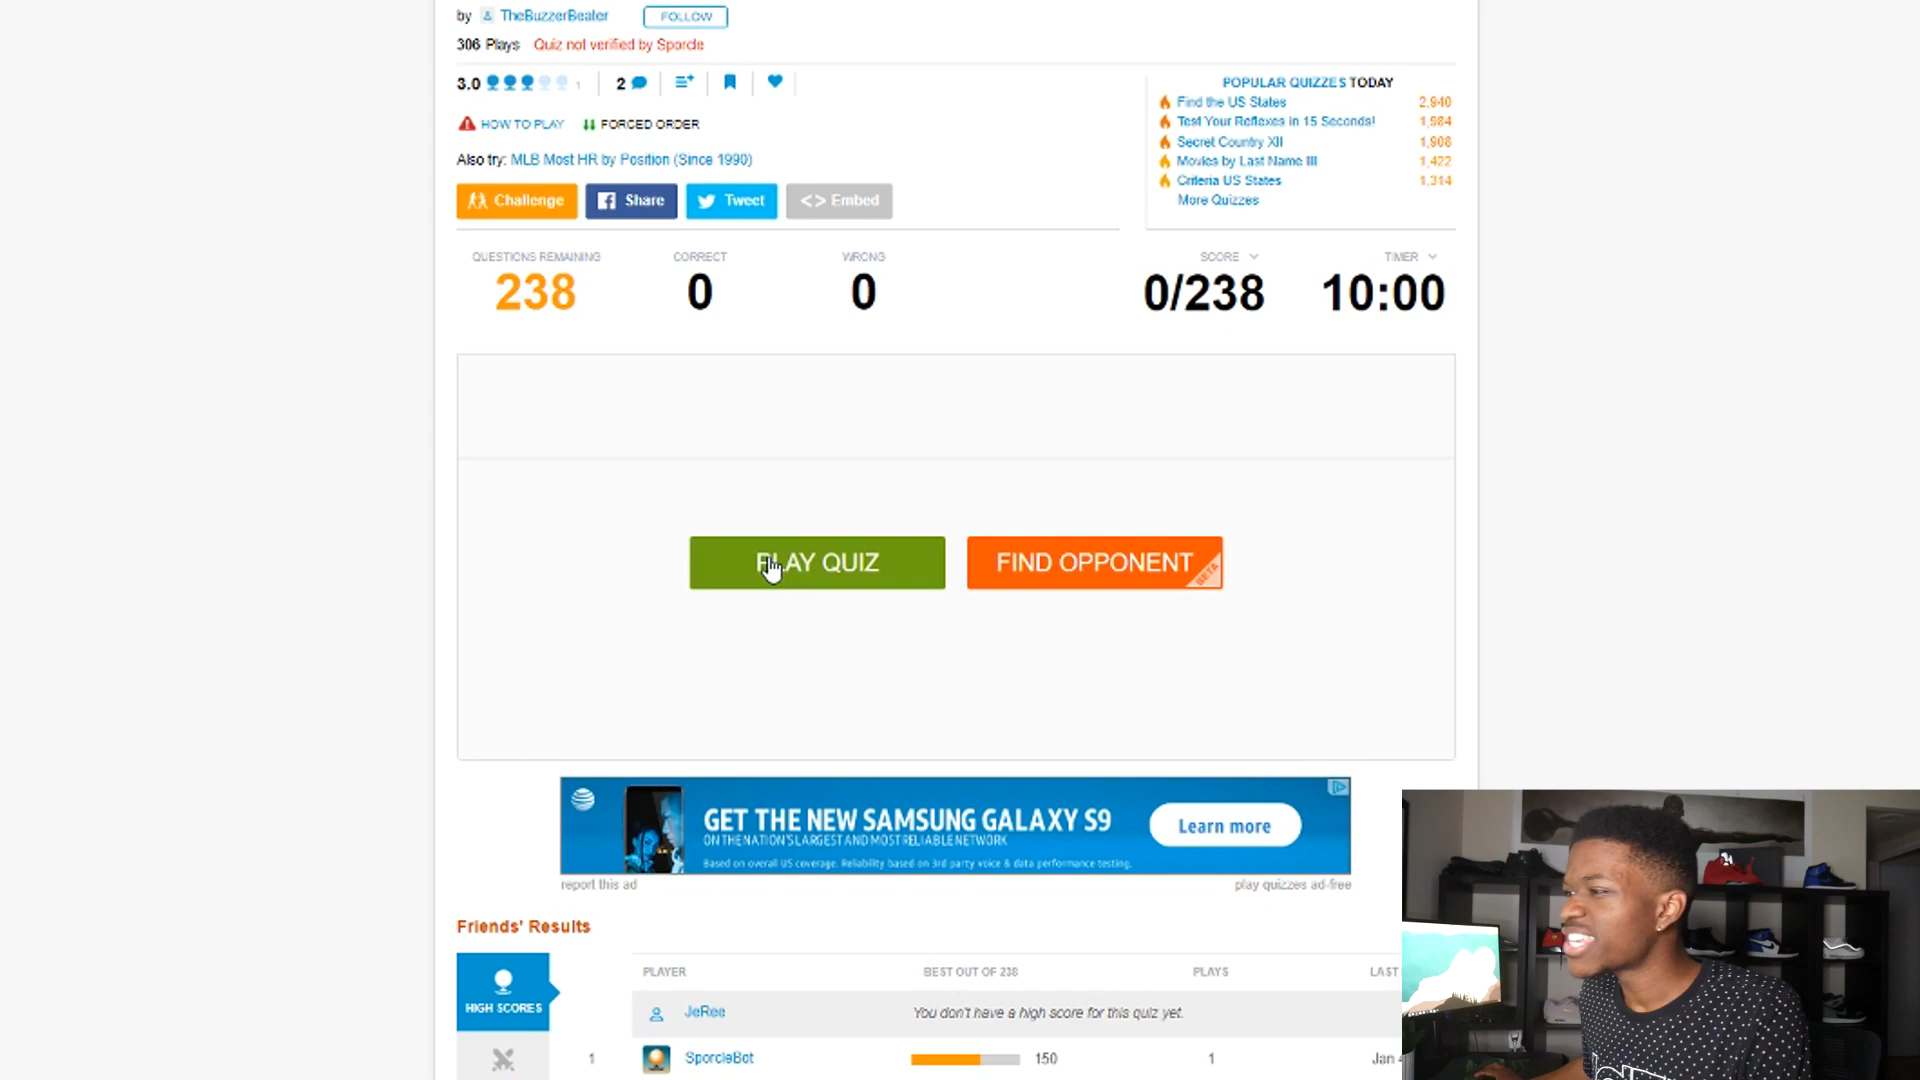 by TheBuzzerBeater FOLLOW
306 Plays Quiz not verified by Sporcle
3.0 1 2
HOW TO PLAY FORCED ORDER
Also try: MLB Most HR by Position (Since 1990)
Challenge Share Tweet <> Embed
POPULAR QUIZZES TODAY
Find the US States 2,940
Test Your Reflexes in 15 Seconds! 1,984
Secret Country XII 1,908
Movies by Last Name III 1,422
Criteria US States 1,314
More Quizzes
QUESTIONS REMAINING CORRECT WRONG SCORE TIMER
238 0 0 0/238 10:00
PLAY QUIZ FIND OPPONENT BETA
GET THE NEW SAMSUNG GALAXY S9
ON THE NATION'S LARGEST AND MOST RELIABLE NETWORK
Based on overall US coverage. Reliability based on 3rd party voice & data performance testing.
Learn more
report this ad play quizzes ad-free
Friends' Results
HIGH SCORES
PLAYER BEST OUT OF 238 PLAYS LAST
JeRee You don't have a high score for this quiz yet.
1 SporcleBot 150 1 Jan